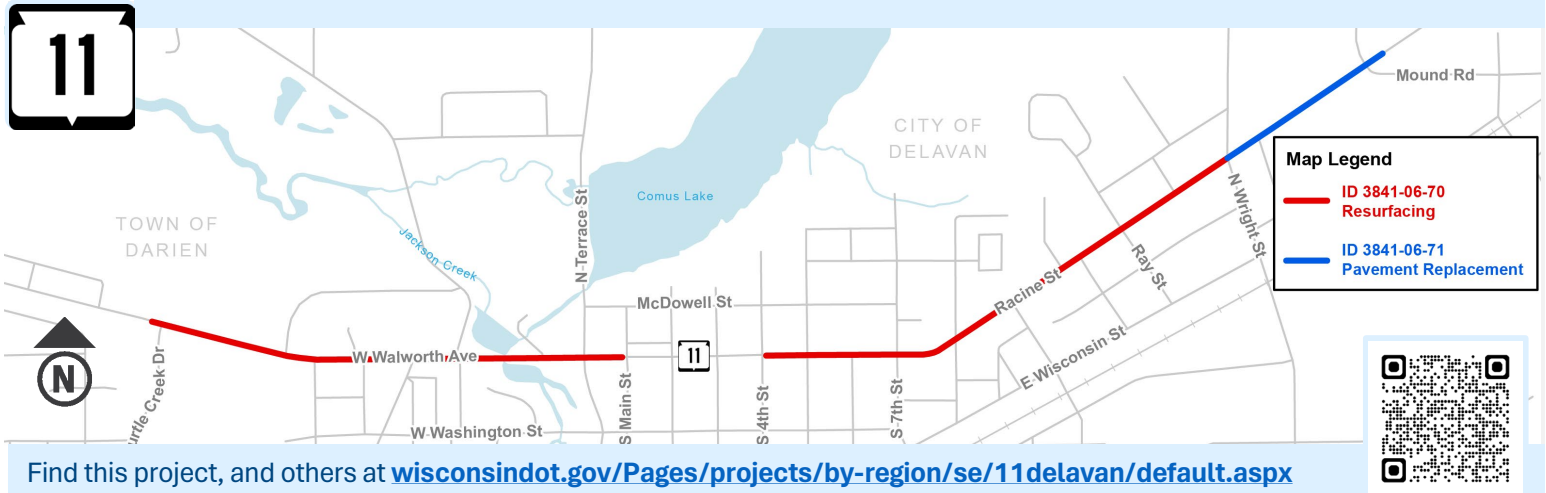 11
CITY OF
DELAVAN
Mound Rd
Map Legend
ID 3841-06-70
Resurfacing
ID 3841-06-71
Pavement Replacement
Comus Lake
TOWN OF
DARIEN
Jackson Creek
N Terrace St
N Wright St
Ray St
Racine St
McDowell St
W Walworth Ave
11
E Wisconsin St
N
urtle Creek Dr
S Main St
S 4th St
S 7th St
W Washington St
Find this project, and others at wisconsindot.gov/Pages/projects/by-region/se/11delavan/default.aspx